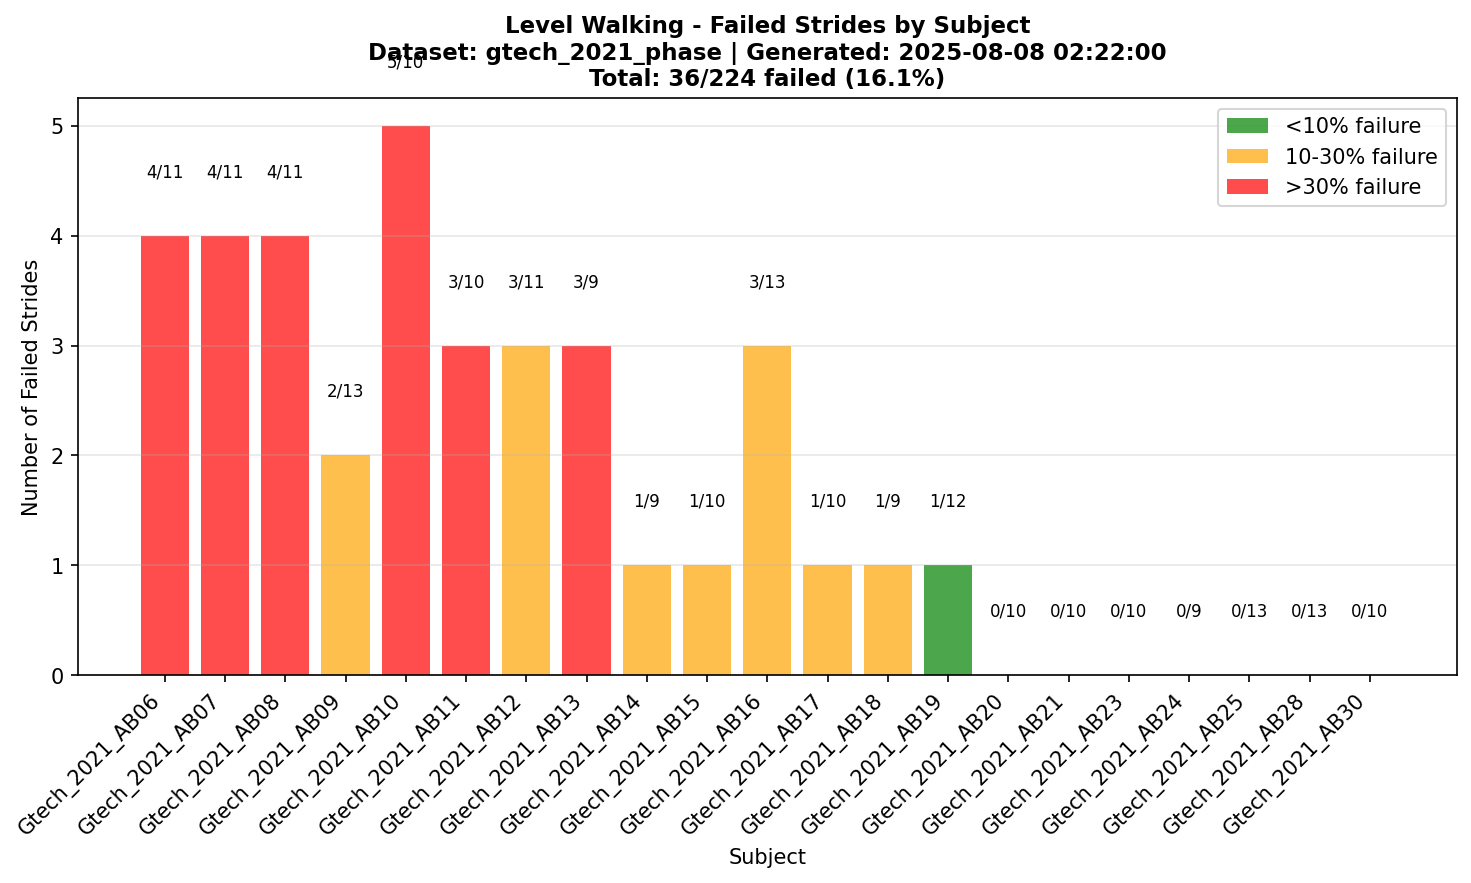 Level Walking - Failed Strides by Subject
Dataset: gtech_2021_phase | Generated: 2025-08-08 02:22:00
Total: 36/224 failed (16.1%)
5/10
<10% failure
10-30% failure
>30% failure
5
4
3
2
1
0
Number of Failed Strides
4/11
4/11
4/11
2/13
3/10
3/11
3/9
1/9
1/10
3/13
1/10
1/9
1/12
0/10
0/10
0/10
0/9
0/13
0/13
0/10
Gtech_2021_AB06
Gtech_2021_AB07
Gtech_2021_AB08
Gtech_2021_AB09
Gtech_2021_AB10
Gtech_2021_AB11
Gtech_2021_AB12
Gtech_2021_AB13
Gtech_2021_AB14
Gtech_2021_AB15
Gtech_2021_AB16
Gtech_2021_AB17
Gtech_2021_AB18
Gtech_2021_AB19
Gtech_2021_AB20
Gtech_2021_AB21
Gtech_2021_AB23
Gtech_2021_AB24
Gtech_2021_AB25
Gtech_2021_AB28
Gtech_2021_AB30
Subject